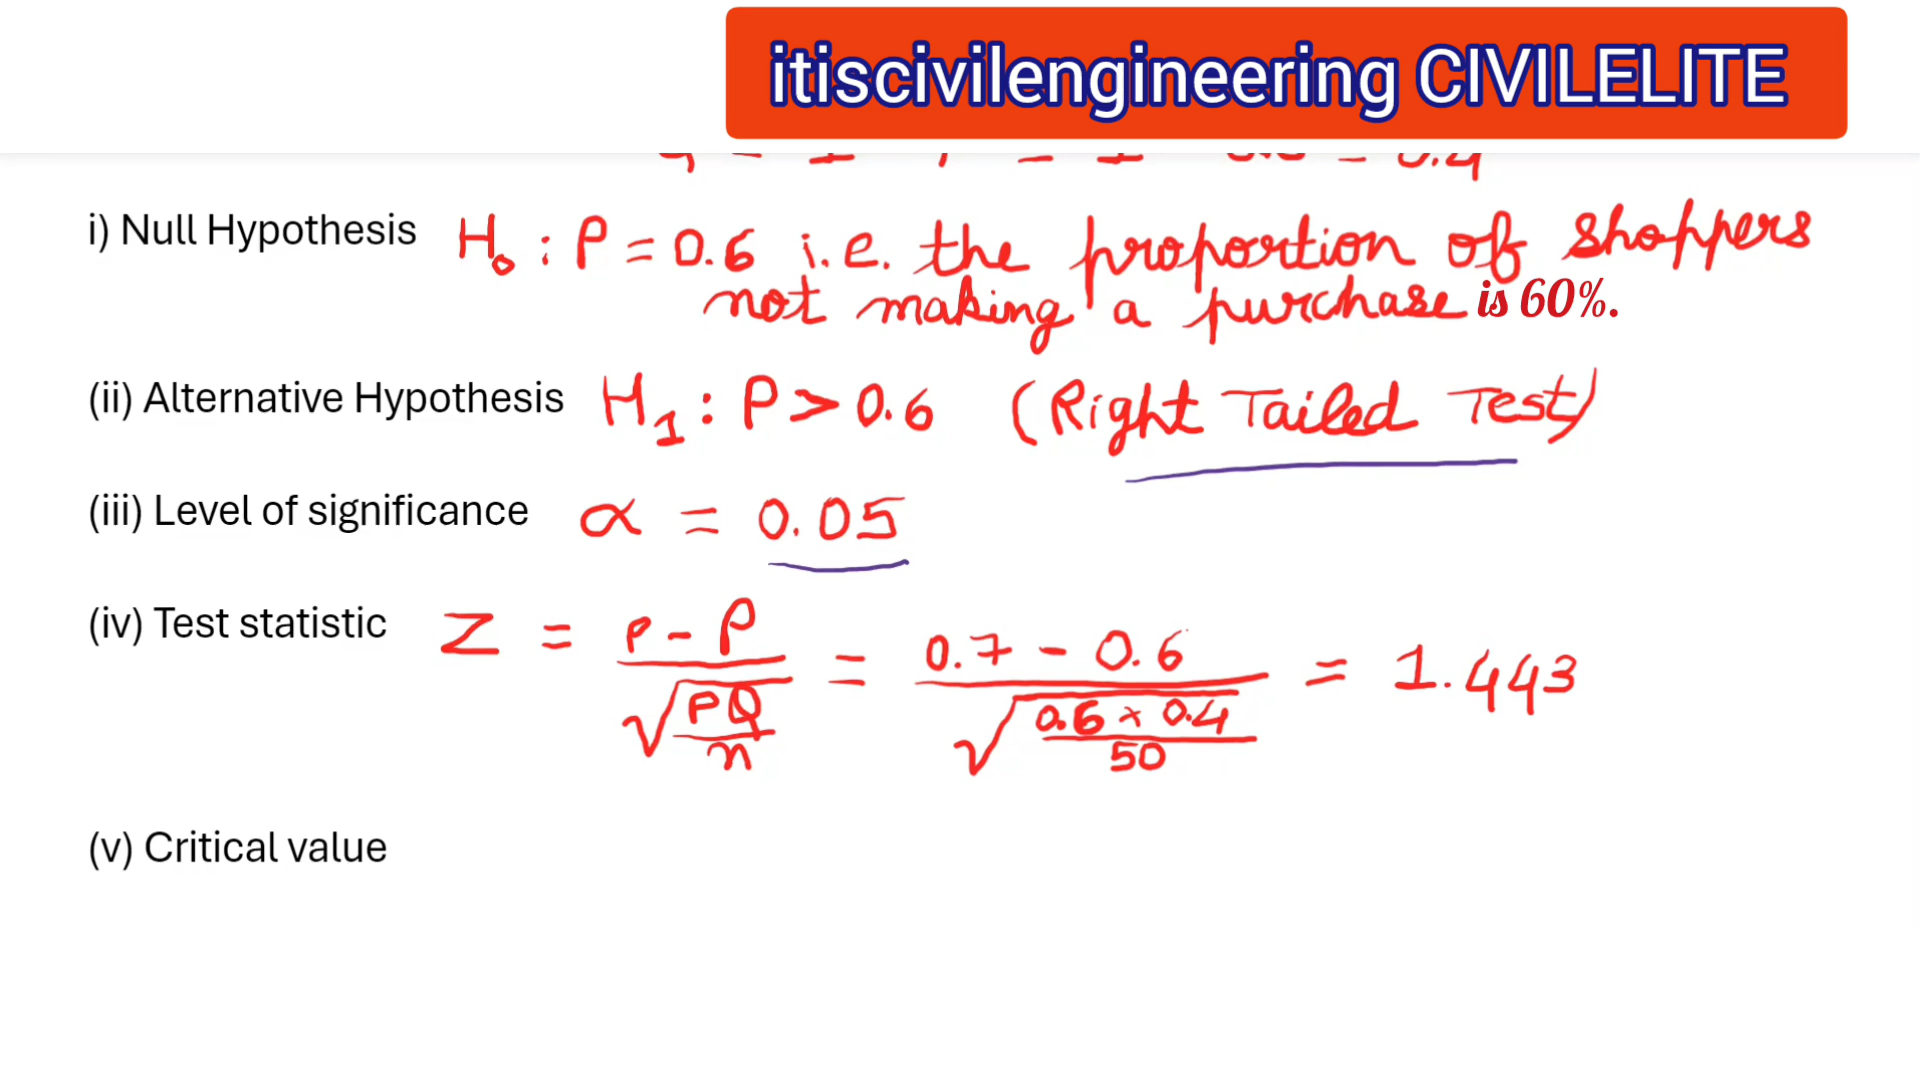 itiscivilengineering CIVILELITE
= 0.4
i) Null Hypothesis H₀ : P = 0.6 i.e. the proportion of shoppers
not making a purchase is 60%.
(ii) Alternative Hypothesis H₁ : P > 0.6 (Right Tailed Test)
(iii) Level of significance α = 0.05
(iv) Test statistic Z = p - P / √(PQ/n) = 0.7 - 0.6 / √(0.6 × 0.4 / 50) = 1.443
(v) Critical value